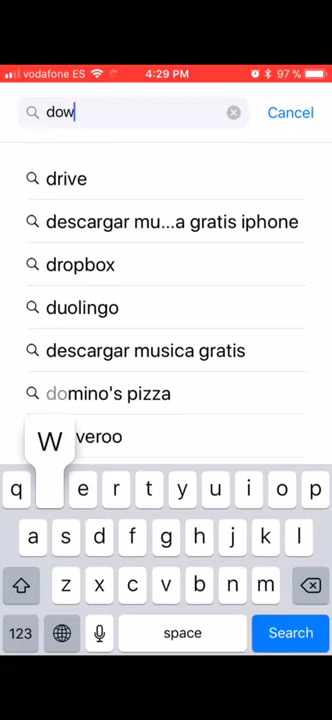 vodafone ES 4:29 PM 97 %
dow Cancel
drive
descargar mu...a gratis iphone
dropbox
duolingo
descargar musica gratis
domino's pizza
veroo
W
q e r t y u i o p
a s d f g h j k l
z x c v b n m
123 space Search